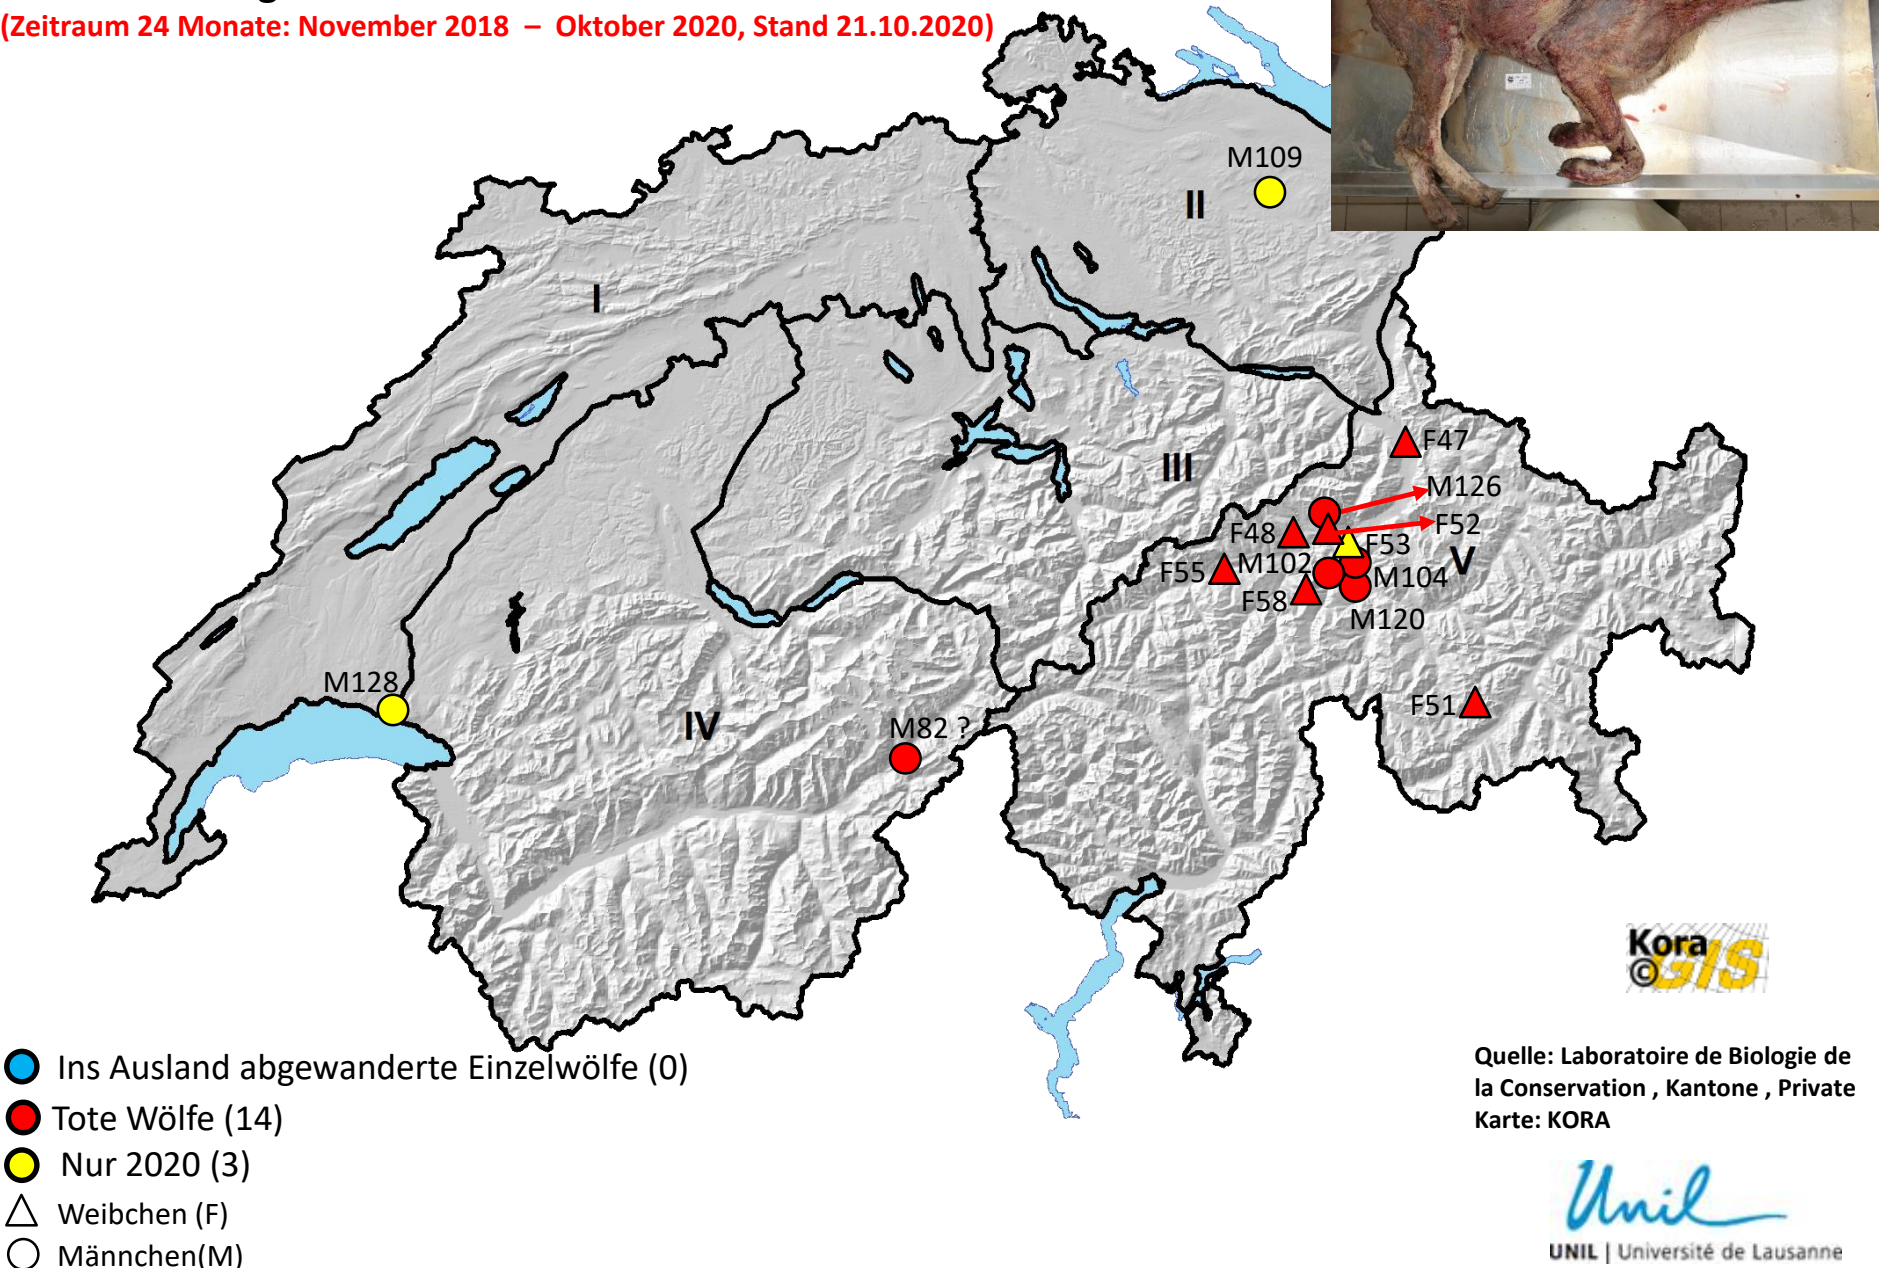 (Zeitraum 24 Monate: November 2018 – Oktober 2020, Stand 21.10.2020)
M109
II
I
III
F47
M126
F48
F52
F53
F55
M102
V
M104
F58
M120
M128
IV
M82 ?
F51
Kora
© GIS
Ins Ausland abgewanderte Einzelwölfe (0)
Tote Wölfe (14)
Nur 2020 (3)
Weibchen (F)
Männchen(M)
Quelle: Laboratoire de Biologie de
la Conservation , Kantone , Private
Karte: KORA
Unil
UNIL | Université de Lausanne